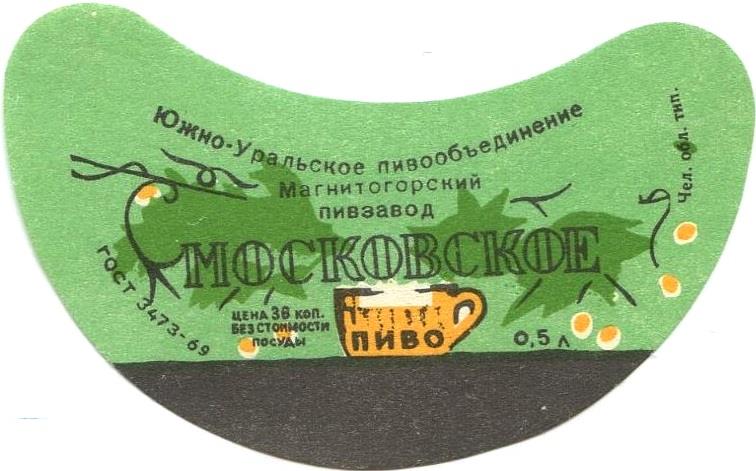 Южно-Уральское пивообъединение
Магнитогорский
пивзавод
МОСКОВСКОЕ
ГОСТ 3473-69
ЦЕНА 38 КОП.
БЕЗ СТОИМОСТИ
ПОСУДЫ
ПИВО
0,5 л
Чел. обл. тип.